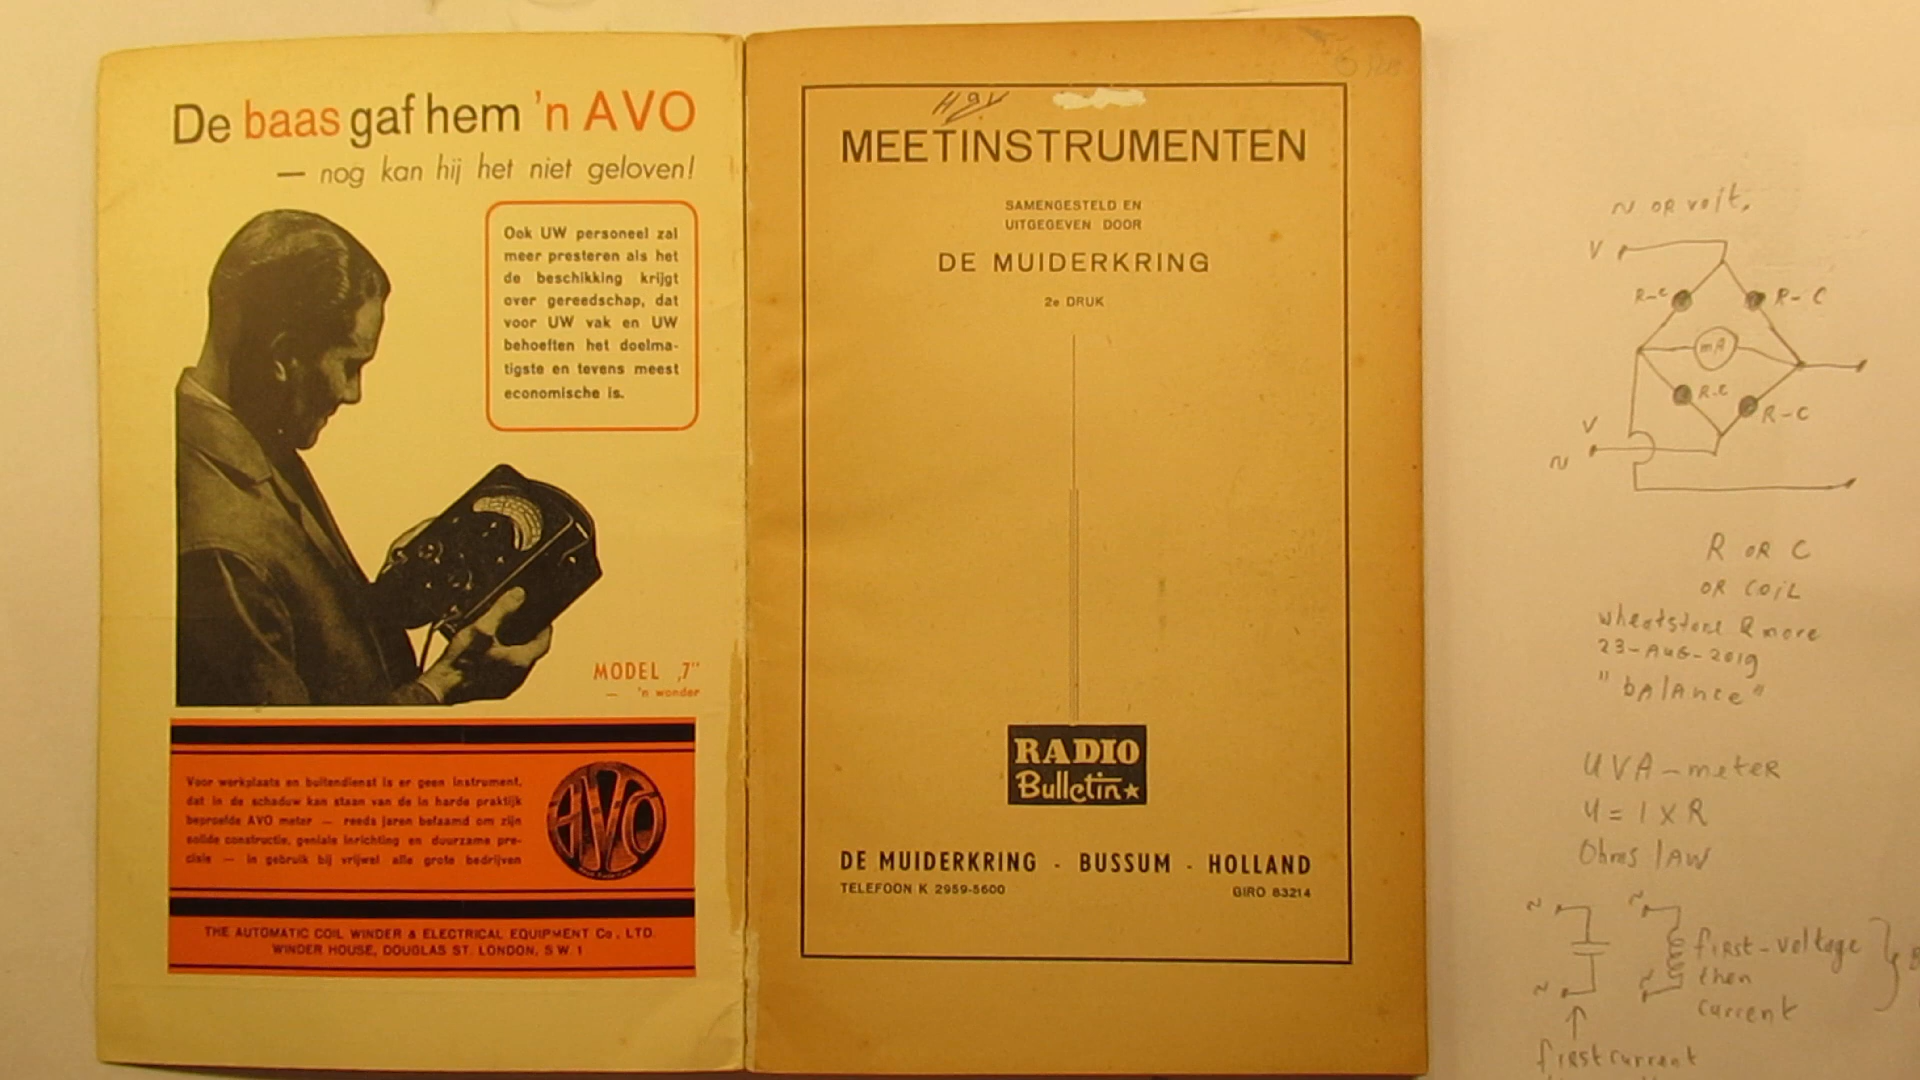 De baas gaf hem 'n AVO
— nog kan hij het niet geloven!
Ook UW personeel zal
meer presteren als het
de beschikking krijgt
over gereedschap, dat
voor UW vak en UW
behoeften het doelma-
tigste en tevens meest
economische is.
MODEL „7"
— 'n wonder
Voor werkplaats en buitendienst is er geen instrument,
dat in de schaduw kan staan van de in harde praktijk
beproefde AVO meter — reeds jaren befaamd om zijn
solide constructie, geniale inrichting en duurzame pre-
cisie — in gebruik bij vrijwel alle grote bedrijven
AVO
THE AUTOMATIC COIL WINDER & ELECTRICAL EQUIPMENT Co., LTD.
WINDER HOUSE, DOUGLAS ST. LONDON, S W 1
MEETINSTRUMENTEN
SAMENGESTELD EN
UITGEGEVEN DOOR
DE MUIDERKRING
2e DRUK
RADIO
Bulletin
DE MUIDERKRING - BUSSUM - HOLLAND
TELEFOON K 2959-5600
GIRO 83214
~ OR volt.
V
R-C
R-C
mA
R-C
R-C
V
~
R OR C
OR COiL
wheatstone & more
23-AUG-2019
"bAlAnce"
UVA-meteR
U = I X R
Ohms lAW
~
~
first-voltage
then
current
~
~
first current